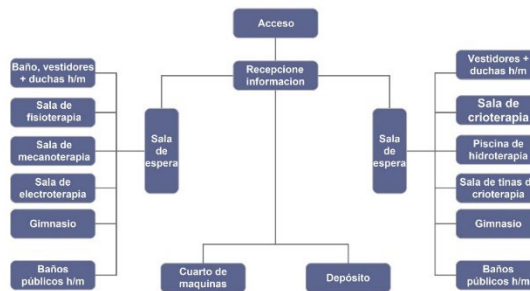 Acceso
Recepcione
informacion
Baño, vestidores
+ duchas h/m
Sala de
fisioterapia
Sala de
mecanoterapia
Sala de
electroterapia
Gimnasio
Baños
públicos h/m
Sala
de
espera
Cuarto de
maquinas
Depósito
Sala
de
espera
Vestidores +
duchas h/m
Sala de
crioterapia
Piscina de
hidroterapia
Sala de tinas de
crioterapia
Gimnasio
Baños
públicos h/m